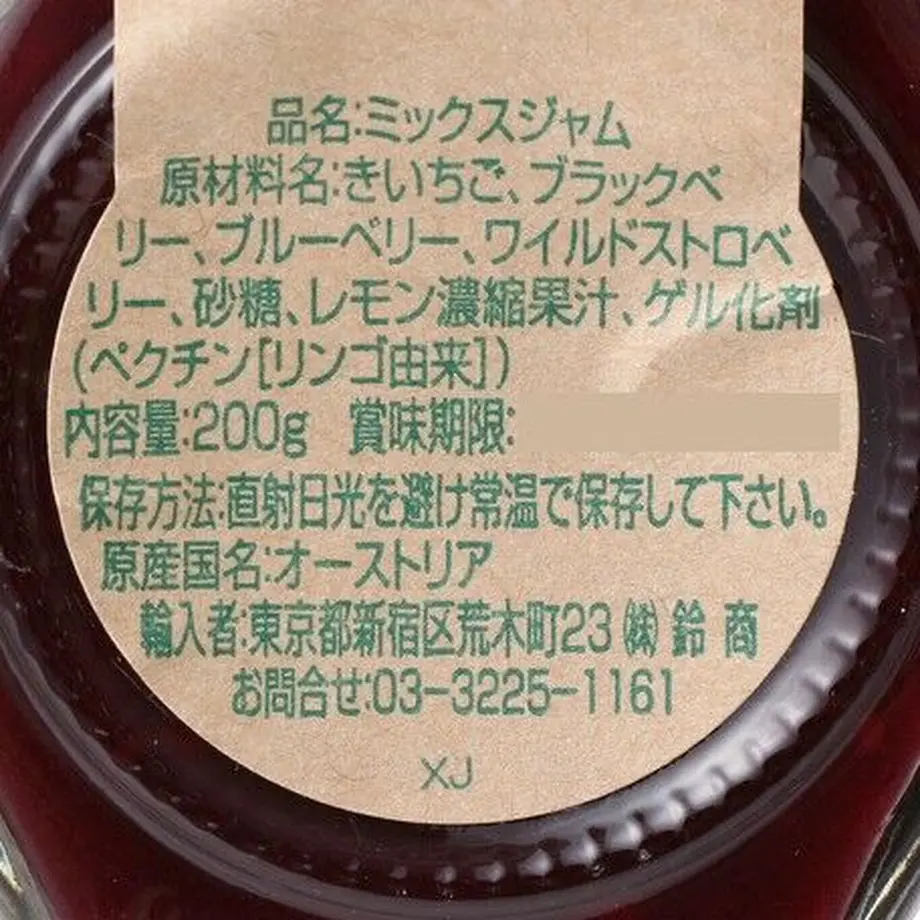 品名:ミックスジャム
原材料名:きいちご、ブラックベ
リー、ブルーベリー、ワイルドストロベ
リー、砂糖、レモン濃縮果汁、ゲル化剤
(ペクチン[リンゴ由来])
内容量:200g 賞味期限:
保存方法:直射日光を避け常温で保存して下さい。
原産国名:オーストリア
輸入者:東京都新宿区荒木町23 ㈱ 鈴 商
お問合せ:03-3225-1161
XJ